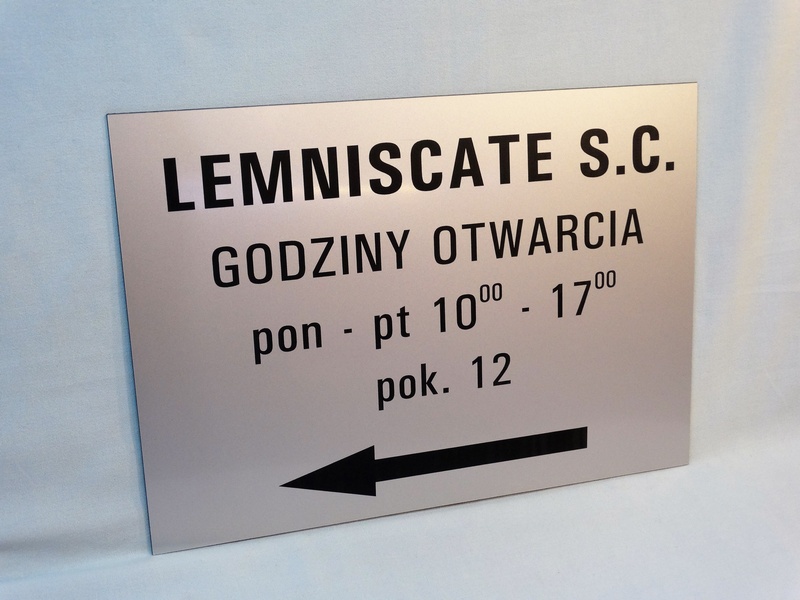 LEMNISCATE S.C.
GODZINY OTWARCIA
pon - pt 10⁰⁰ - 17⁰⁰
pok. 12